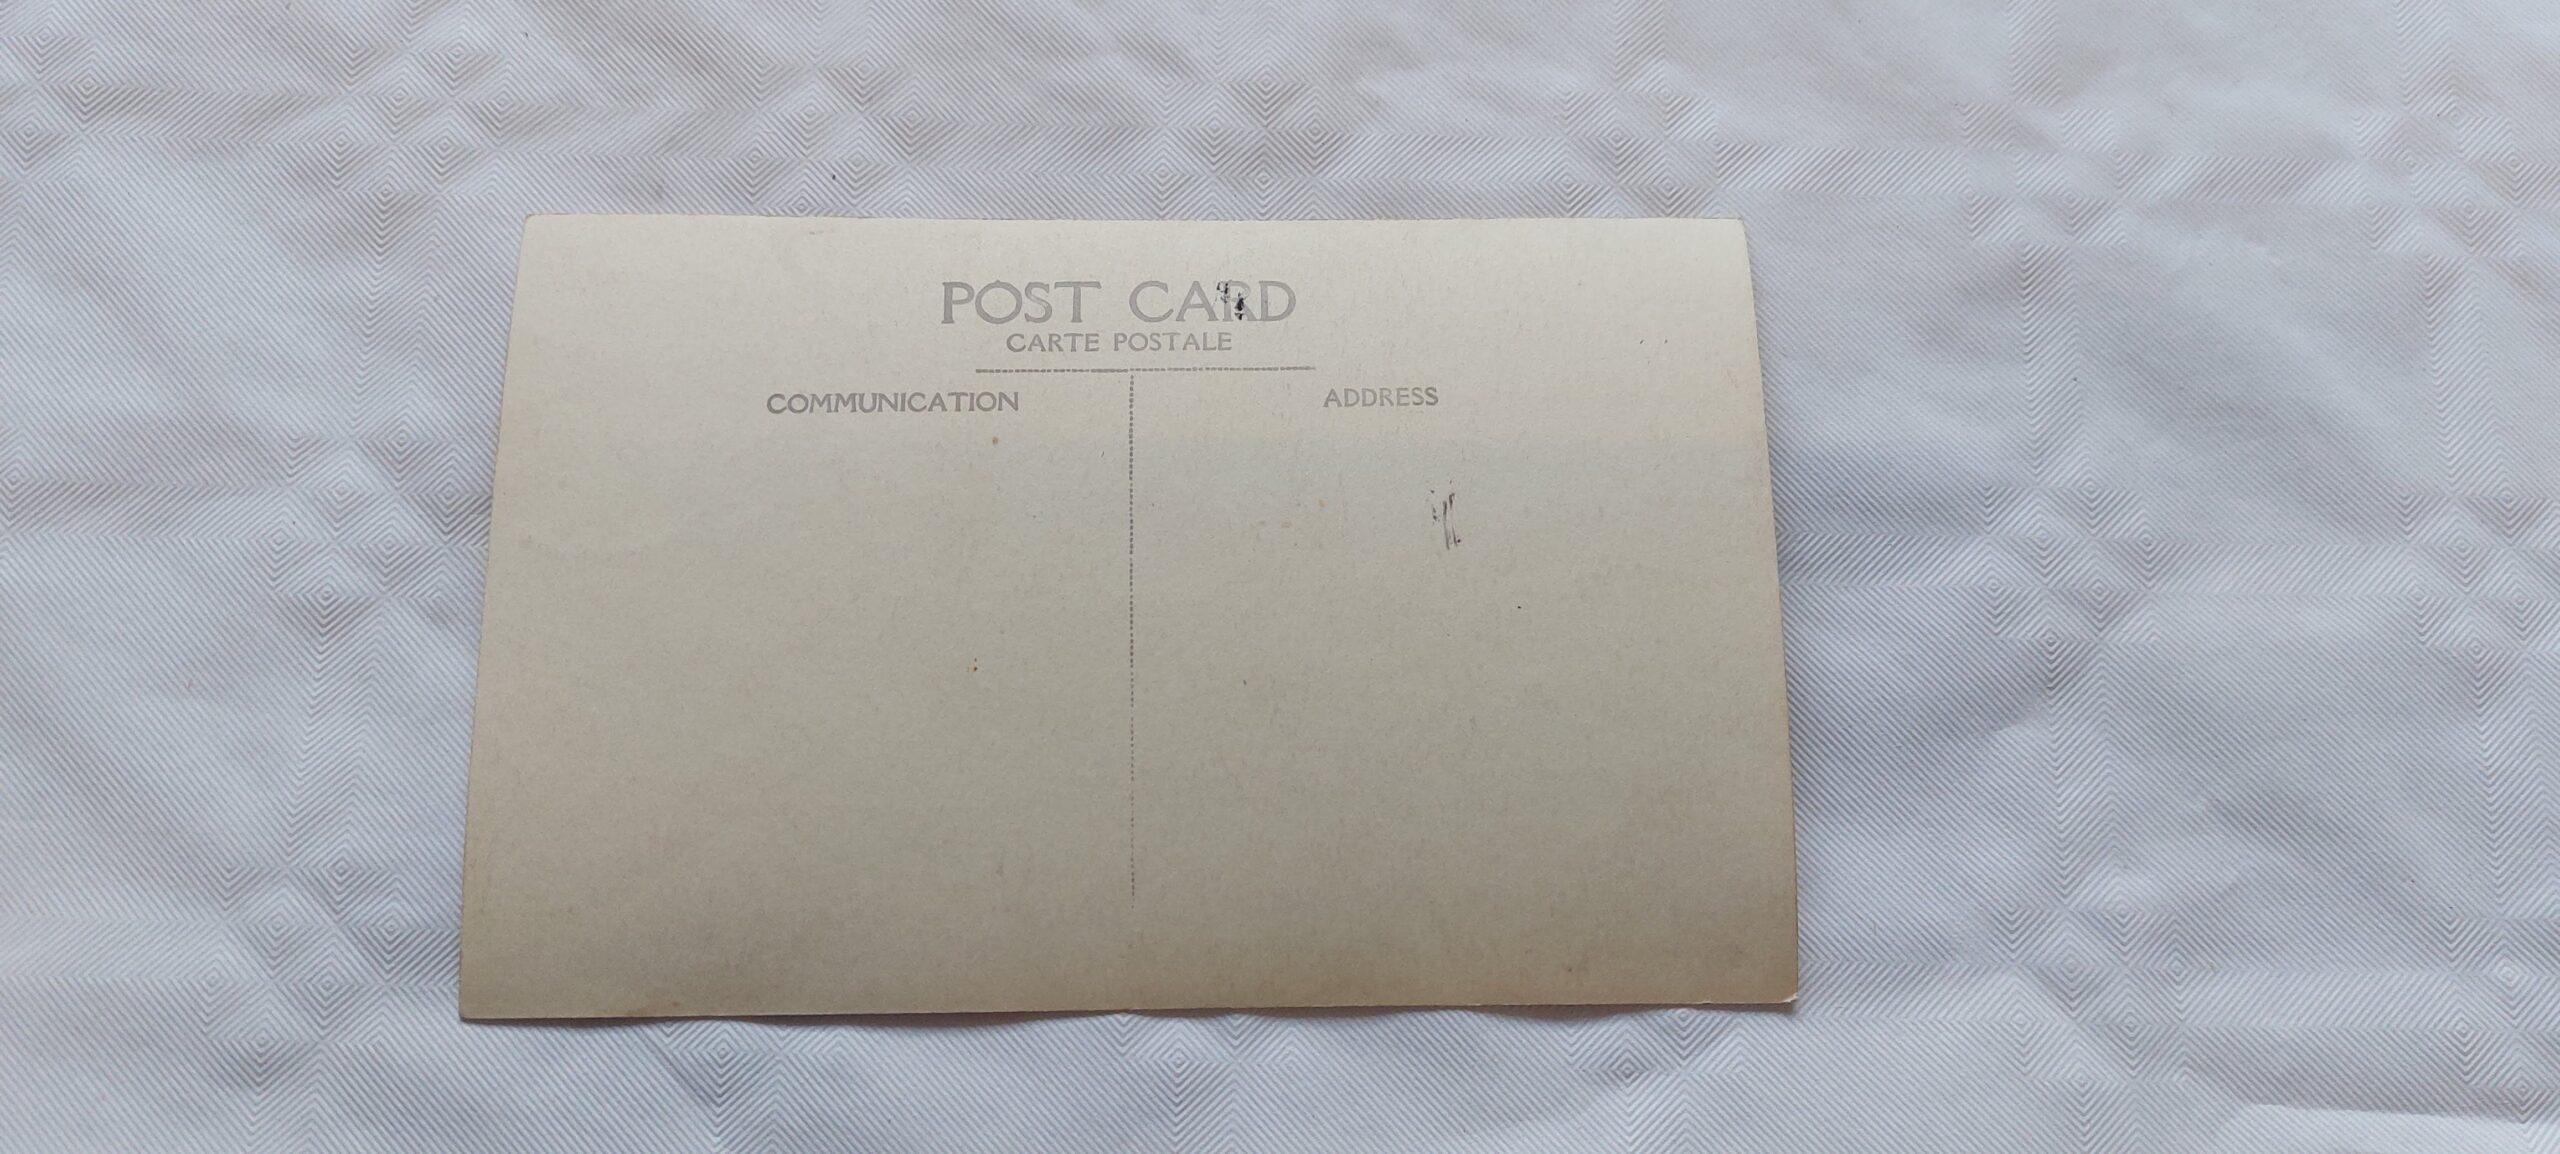 POST CARD
CARTE POSTALE
COMMUNICATION
ADDRESS